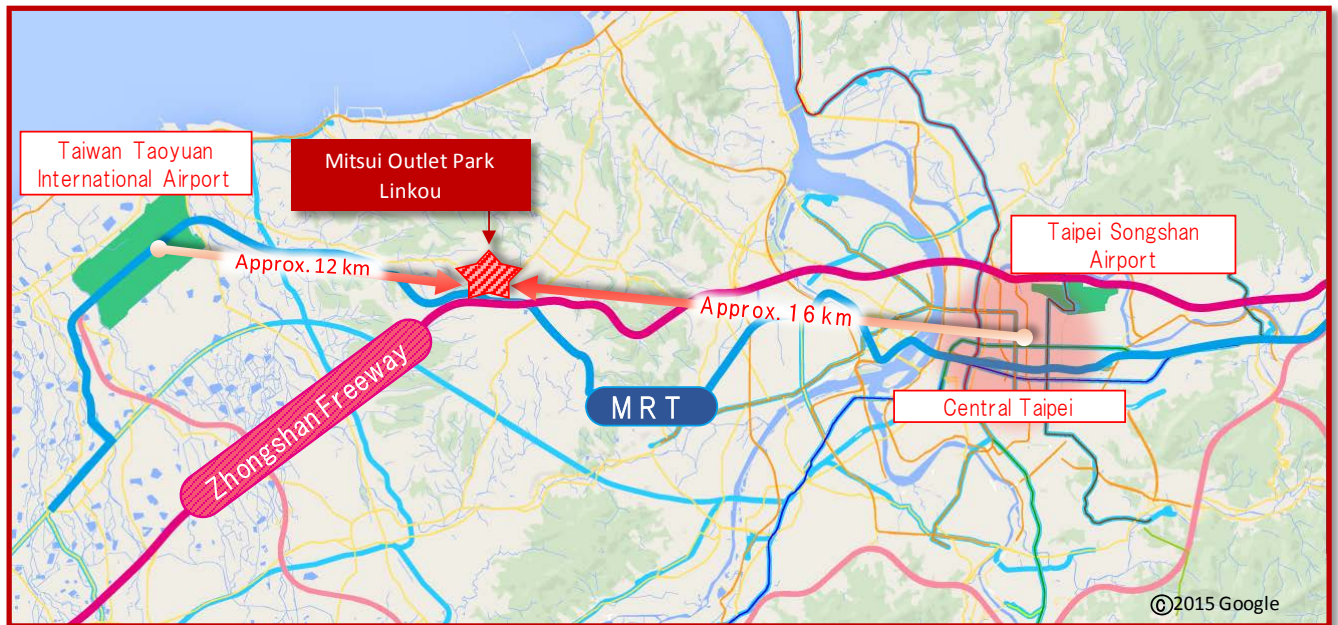 Taiwan Taoyuan
International Airport
Mitsui Outlet Park
Linkou
Taipei Songshan
Airport
Approx. 12 km
Approx. 16 km
Zhongshan Freeway
MRT
Central Taipei
©2015 Google